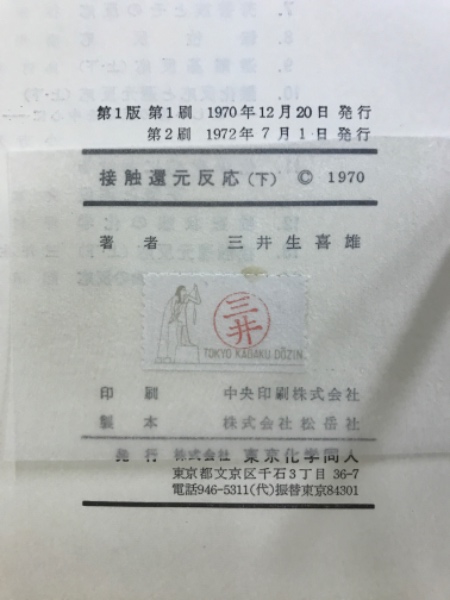 第1版 第1刷 1970年12月20日 発行
第2刷 1972年7月1日 発行
接触還元反応(下) © 1970
著者 三井生喜雄
三井
TOKYO KAGAKU DOZIN
印刷 中央印刷株式会社
製本 株式会社松岳社
発行 株式会社 東京化学同人
東京都文京区千石3丁目36-7
電話946-5311(代)振替東京84301